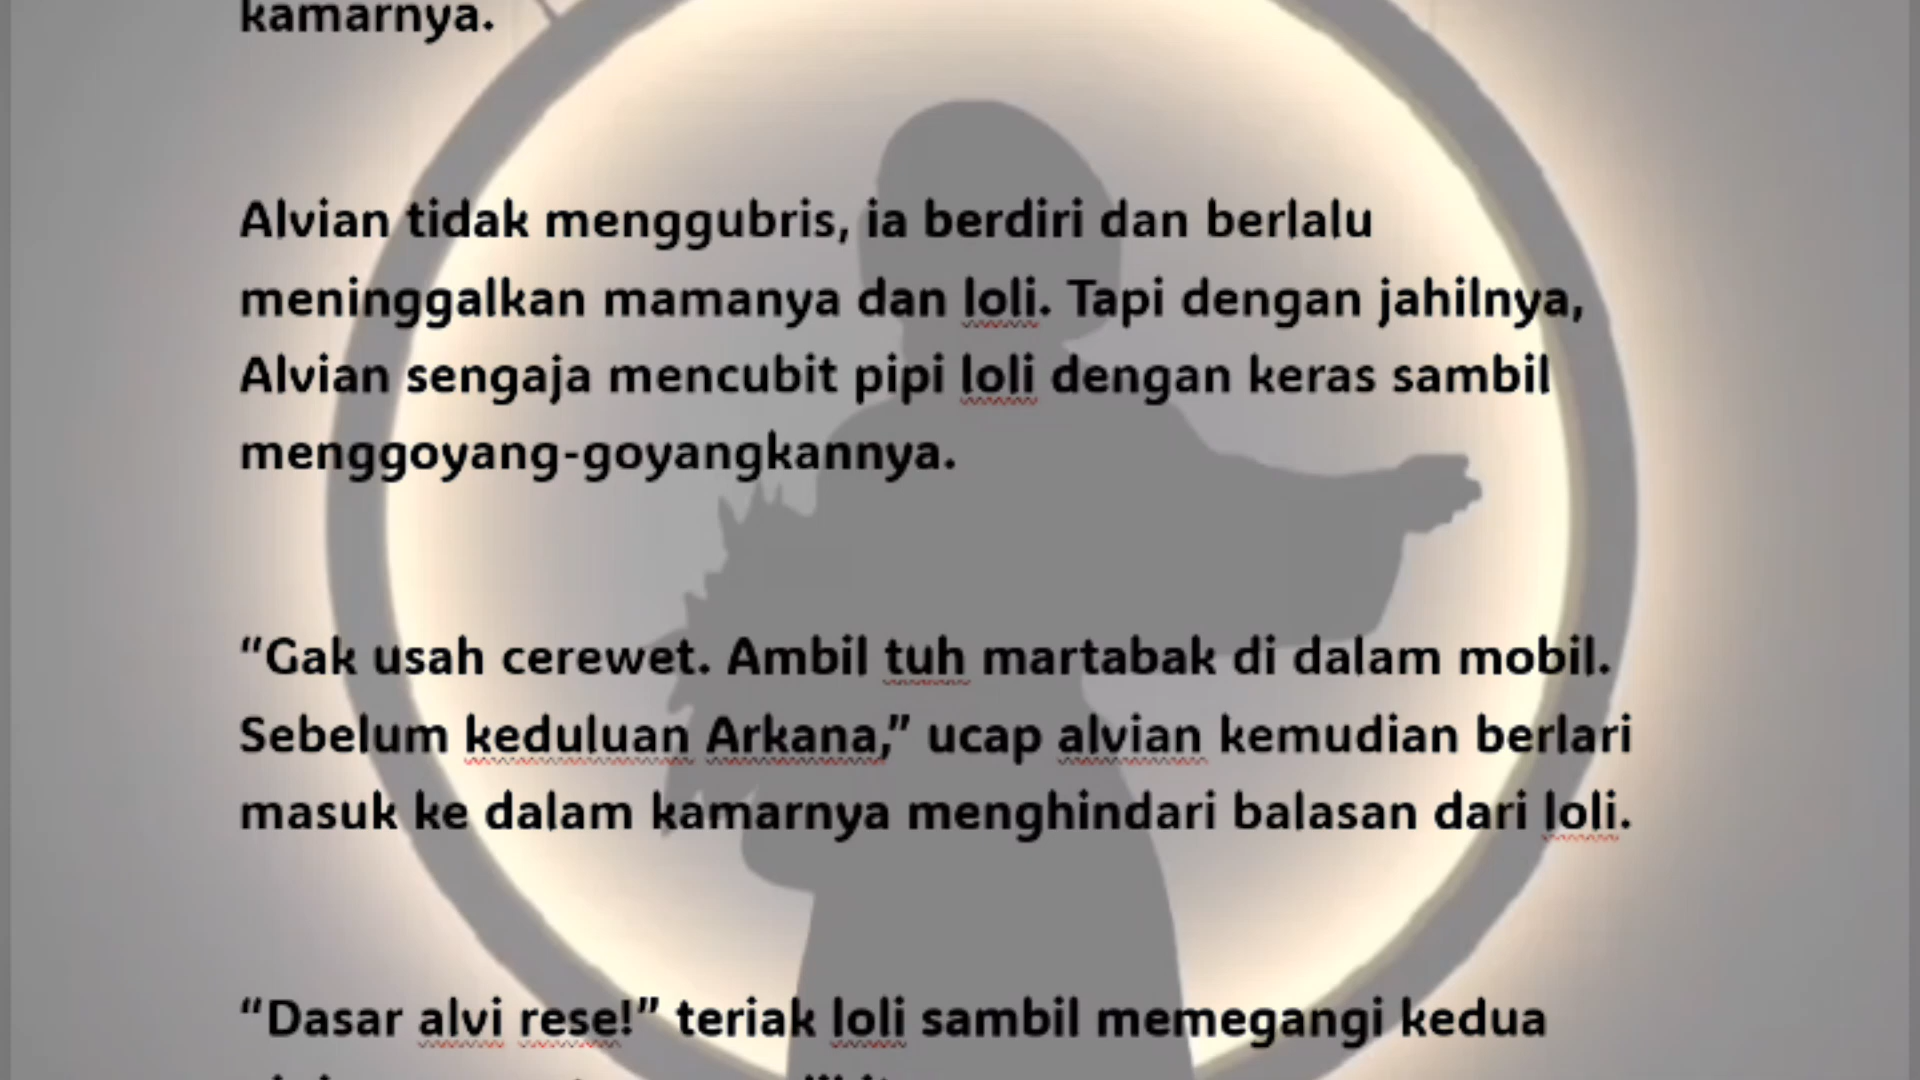 kamarnya.
Alvian tidak menggubris, ia berdiri dan berlalu
meninggalkan mamanya dan loli. Tapi dengan jahilnya,
Alvian sengaja mencubit pipi loli dengan keras sambil
menggoyang-goyangkannya.
“Gak usah cerewet. Ambil tuh martabak di dalam mobil.
Sebelum keduluan Arkana,” ucap alvian kemudian berlari
masuk ke dalam kamarnya menghindari balasan dari loli.
“Dasar alvi rese!” teriak loli sambil memegangi kedua